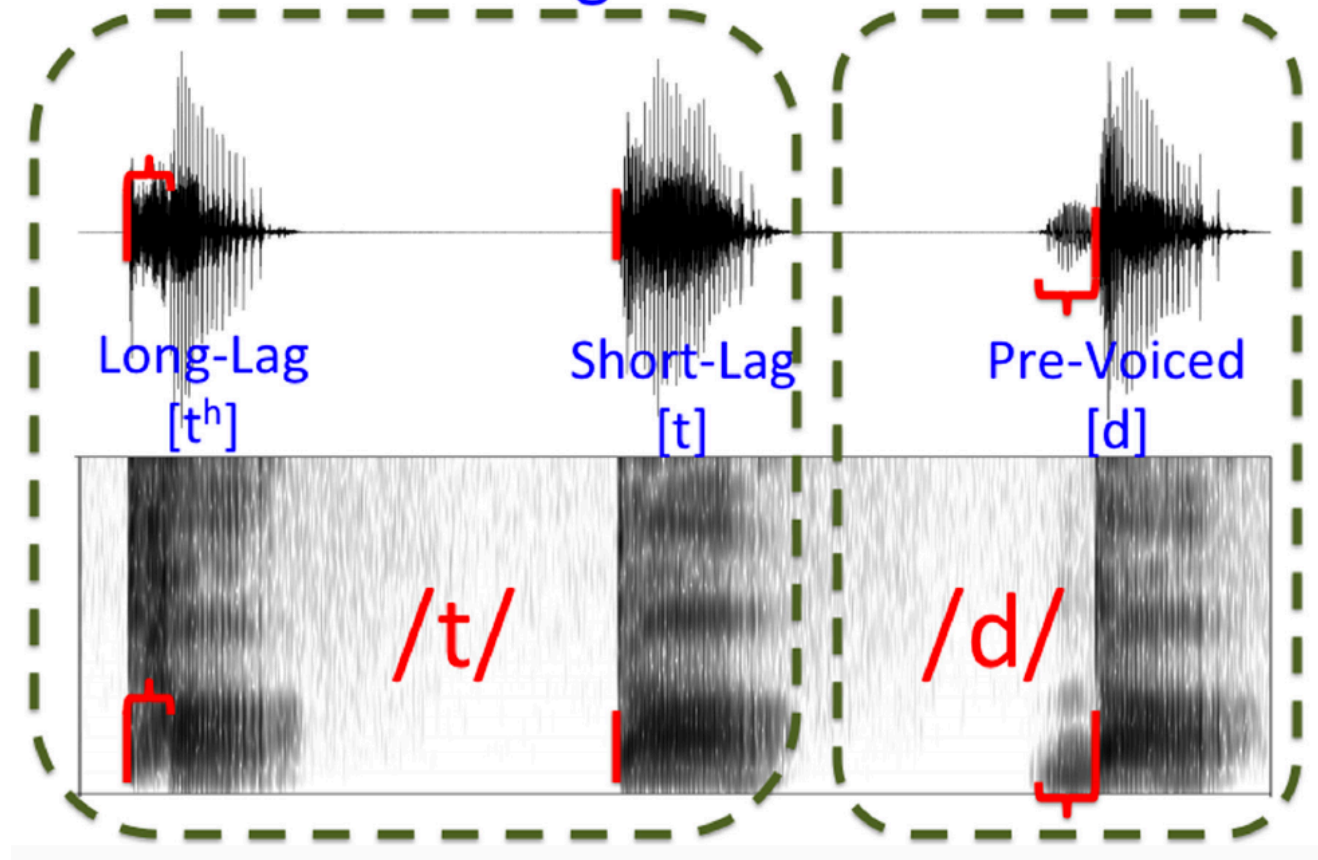 Long-Lag
[tʰ]
Short-Lag
[t]
Pre-Voiced
[d]
/t/
/d/